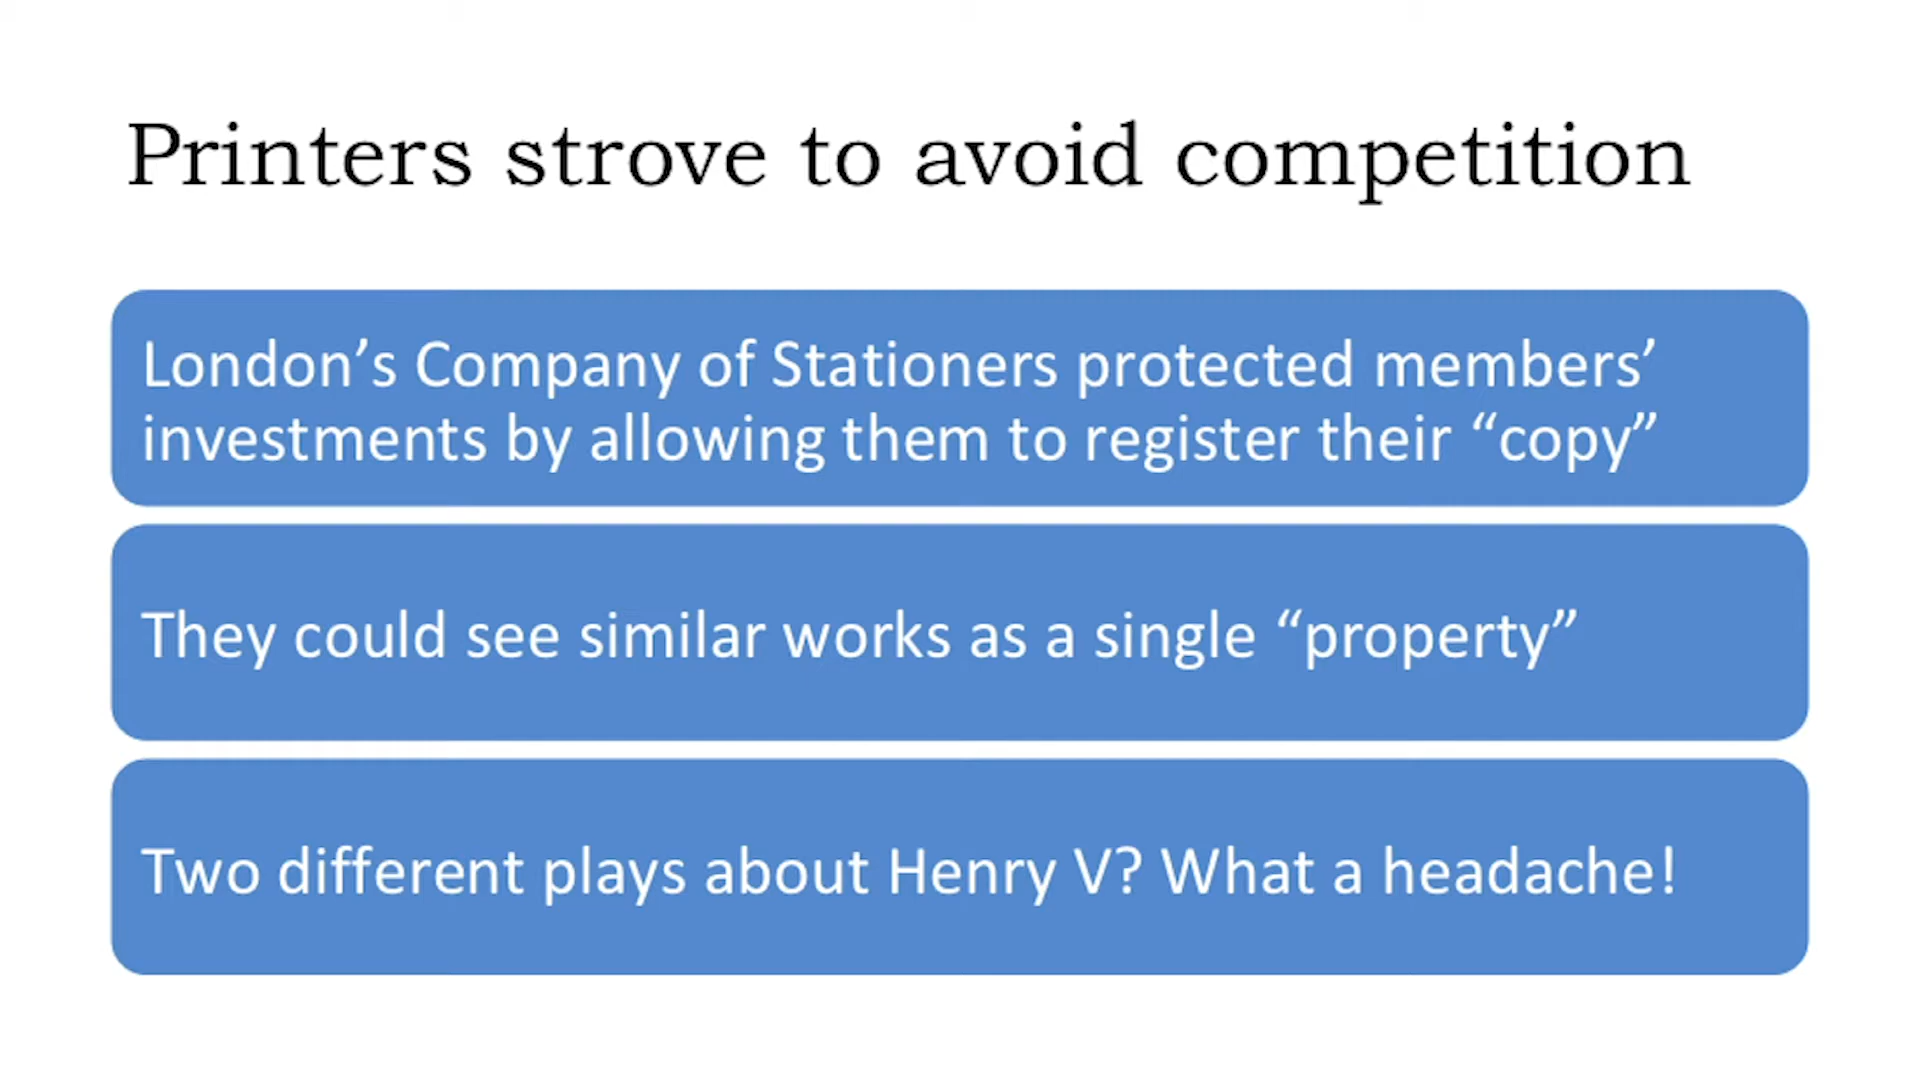 Printers strove to avoid competition
London’s Company of Stationers protected members’
investments by allowing them to register their “copy”
They could see similar works as a single “property”
Two different plays about Henry V? What a headache!